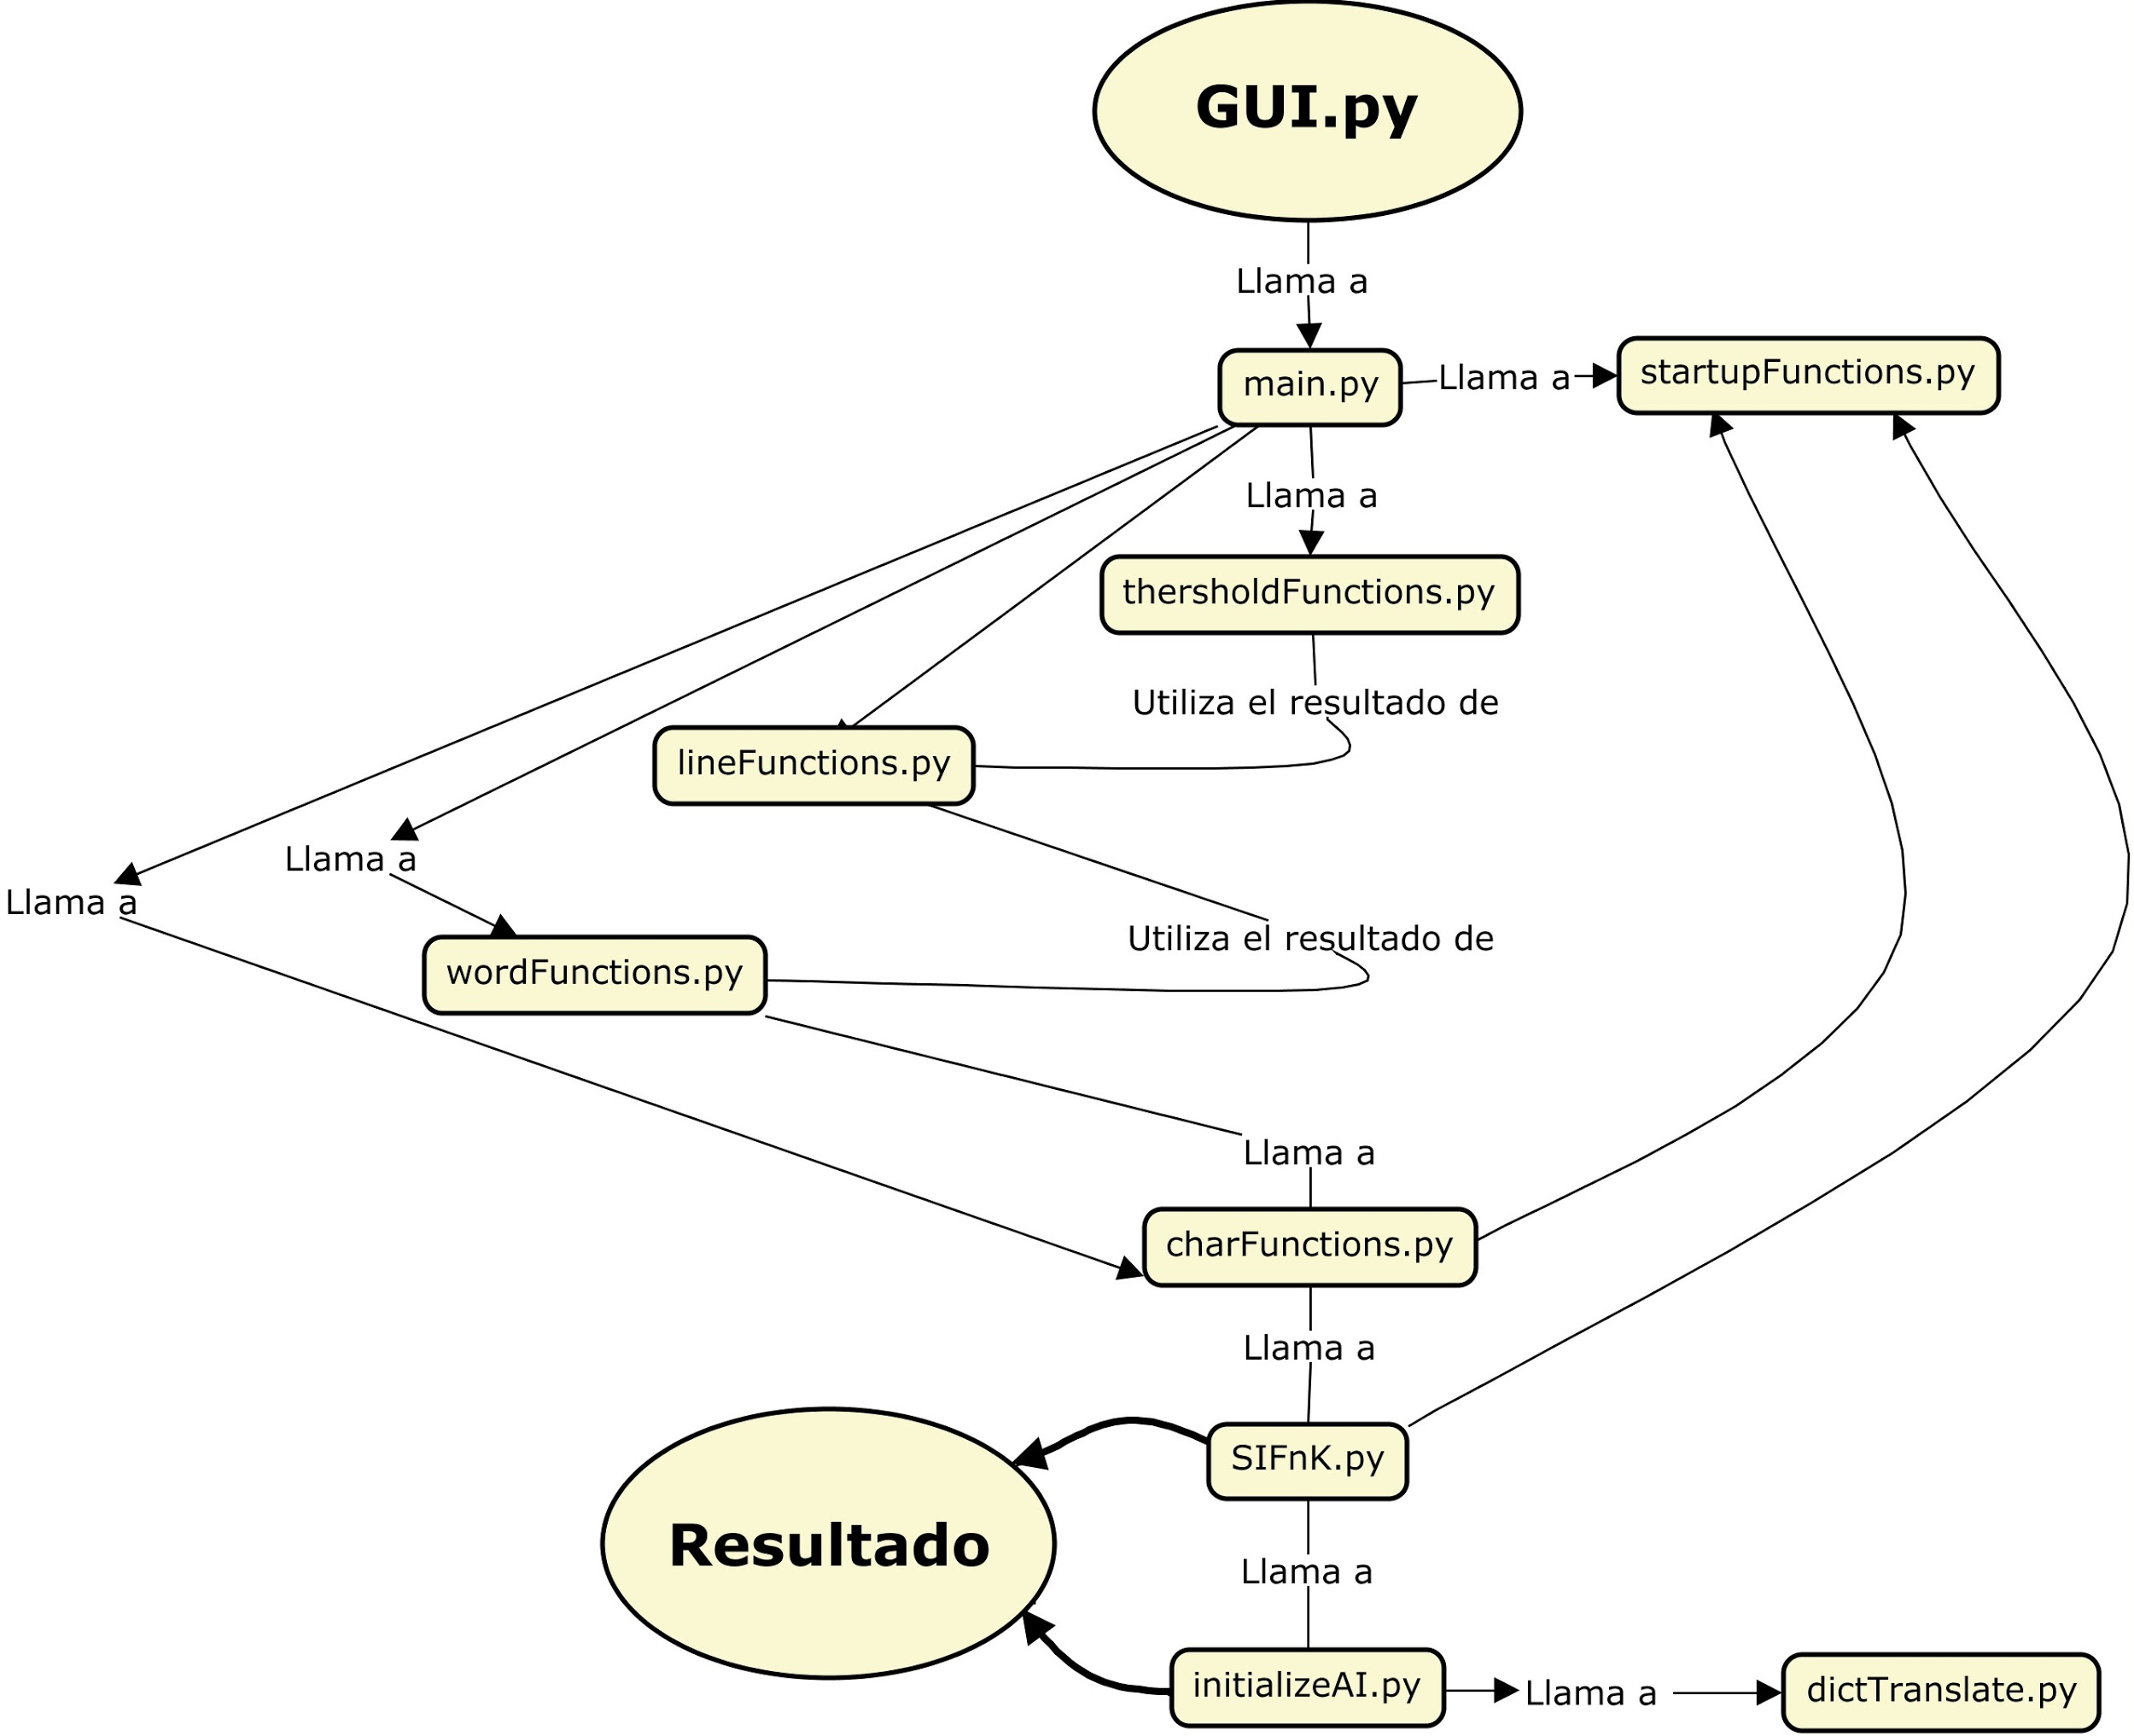 GUI.py
Llama a
main.py
Llama a
startupFunctions.py
Llama a
thersholdFunctions.py
Utiliza el resultado de
lineFunctions.py
Llama a
Llama a
Utiliza el resultado de
wordFunctions.py
Llama a
charFunctions.py
Llama a
SIFnK.py
Resultado
Llama a
initializeAI.py
Llama a
dictTranslate.py